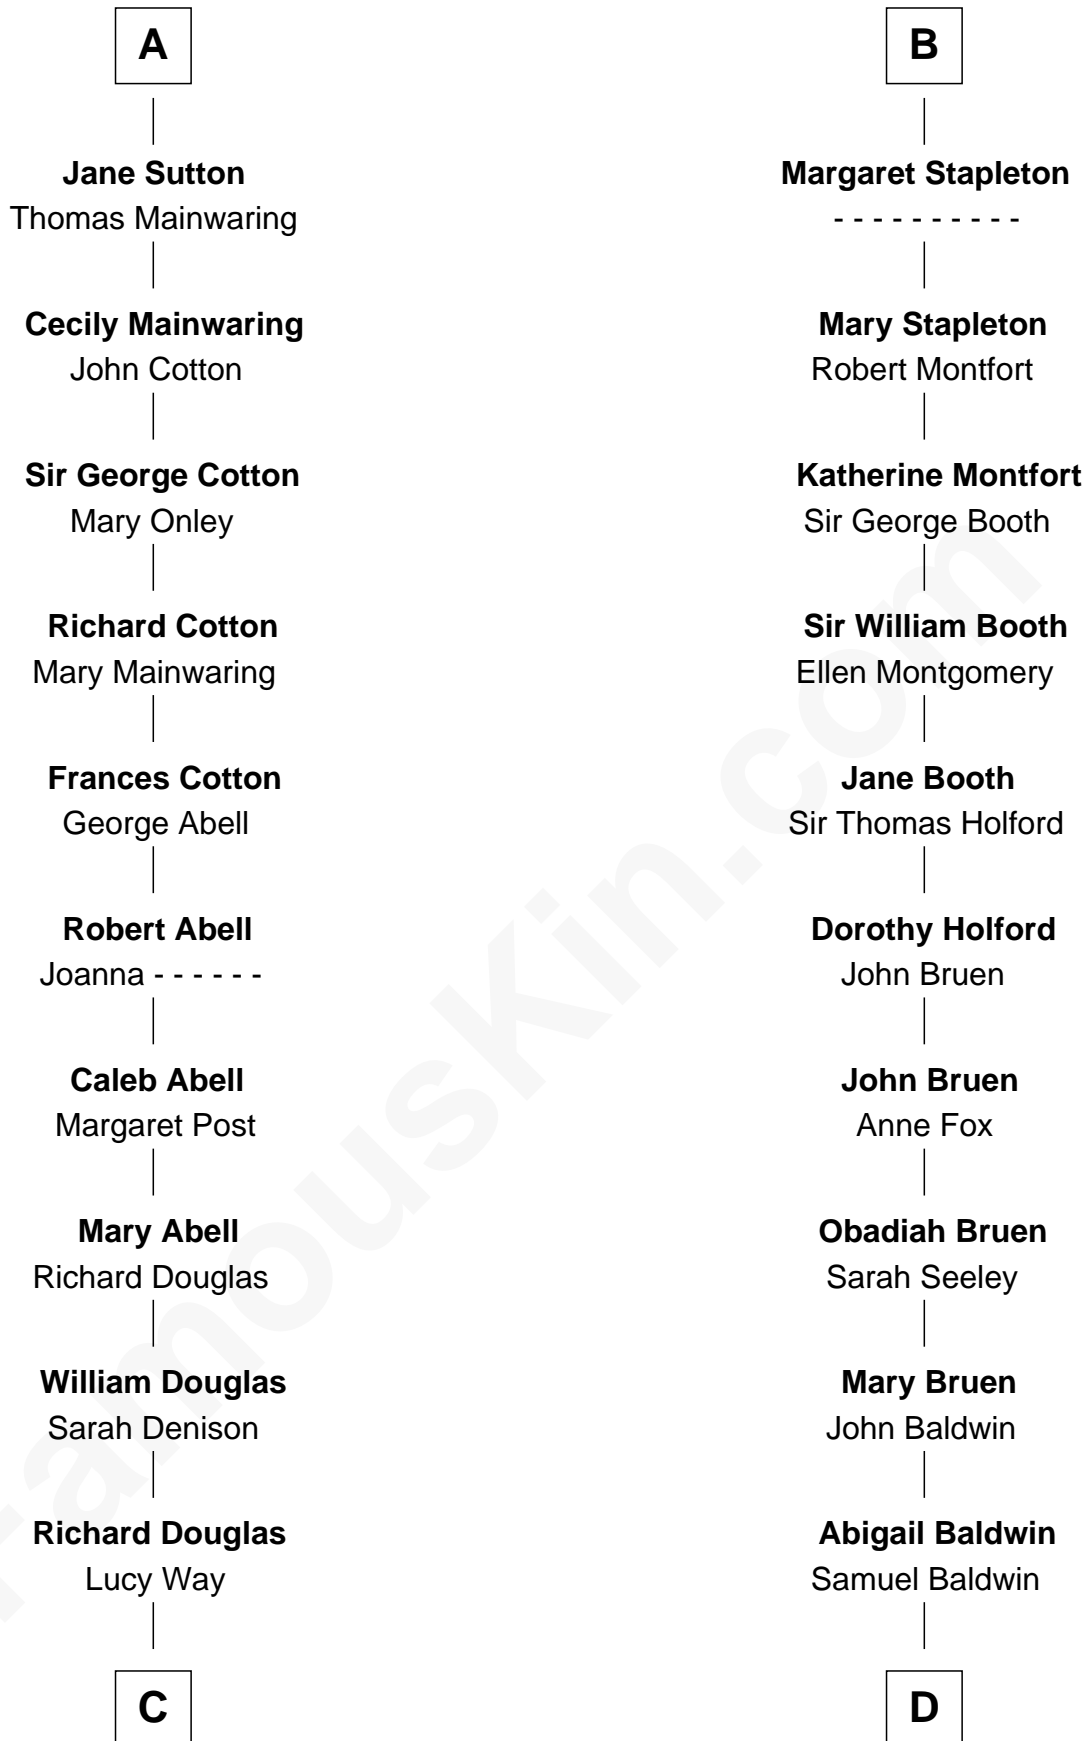 A
Jane Sutton
Thomas Mainwaring
Cecily Mainwaring
John Cotton
Sir George Cotton
Mary Onley
Richard Cotton
Mary Mainwaring
Frances Cotton
George Abell
Robert Abell
Joanna - - - - - -
Caleb Abell
Margaret Post
Mary Abell
Richard Douglas
William Douglas
Sarah Denison
Richard Douglas
Lucy Way
C
B
Margaret Stapleton
- - - - - - - - - -
Mary Stapleton
Robert Montfort
Katherine Montfort
Sir George Booth
Sir William Booth
Ellen Montgomery
Jane Booth
Sir Thomas Holford
Dorothy Holford
John Bruen
John Bruen
Anne Fox
Obadiah Bruen
Sarah Seeley
Mary Bruen
John Baldwin
Abigail Baldwin
Samuel Baldwin
D
FamousKin.com